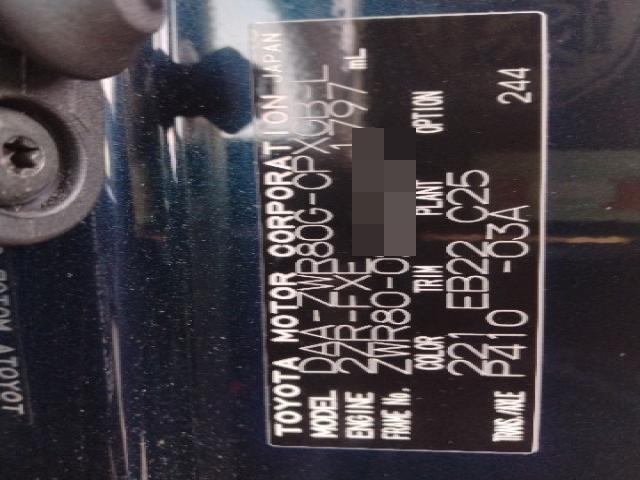 TOYOTA MOTOR CORPORATION JAPAN
MODEL DAA-ZWR80G-CPXGB-L
ENGINE 2ZR-FXE 1797 mL
FRAME No. ZWR80-0
COLOR TRIM PLANT OPTION
221 EB22 C25
TRANS/AXLE P410 -03A 244